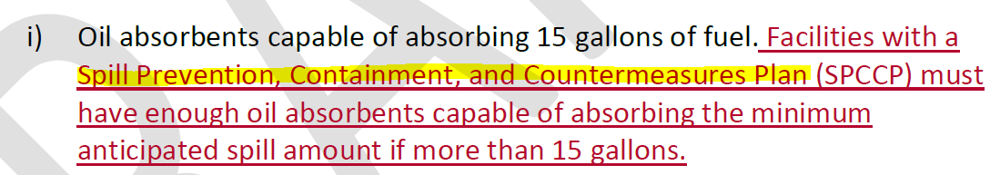 i) Oil absorbents capable of absorbing 15 gallons of fuel. Facilities with a
Spill Prevention, Containment, and Countermeasures Plan (SPCCP) must
have enough oil absorbents capable of absorbing the minimum
anticipated spill amount if more than 15 gallons.